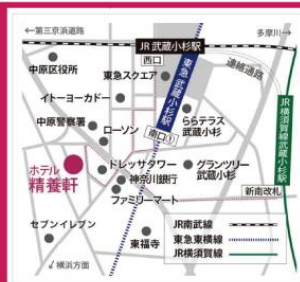 ←第三京浜道路
多摩川→
JR 武蔵小杉駅
西口
中原区役所
東急スクエア
連絡通路
イトーヨーカドー
東急 武蔵小杉駅
JR横須賀線武蔵小杉駅
中原警察署
ららテラス
武蔵小杉
ローソン
南口①
ホテル
精養軒
ドレッサタワー
グランツリー
武蔵小杉
神奈川銀行
新南改札
ファミリーマート
セブンイレブン
東福寺
↙横浜方面
JR南武線
東急東横線
JR横須賀線